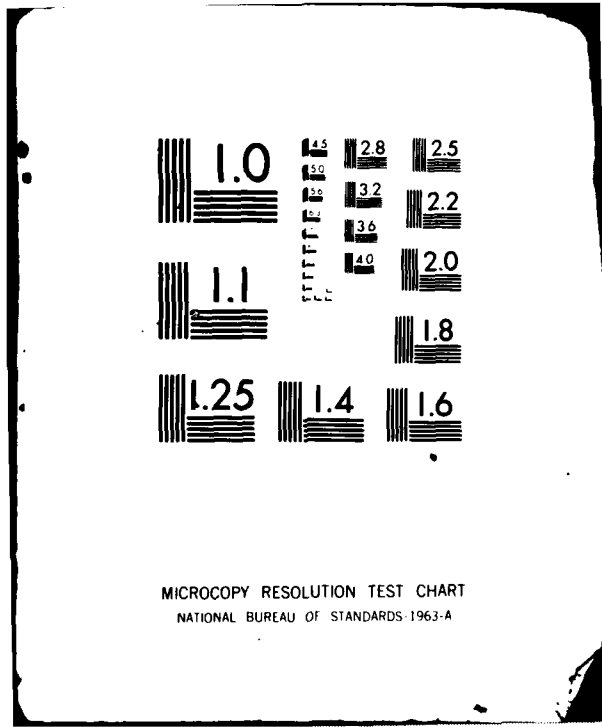 1.0 4.5 2.8 2.5
5.0
5.6 3.2 2.2
6.3 3.6
1.1 4.0 2.0
1.8
1.25 1.4 1.6
MICROCOPY RESOLUTION TEST CHART
NATIONAL BUREAU OF STANDARDS-1963-A